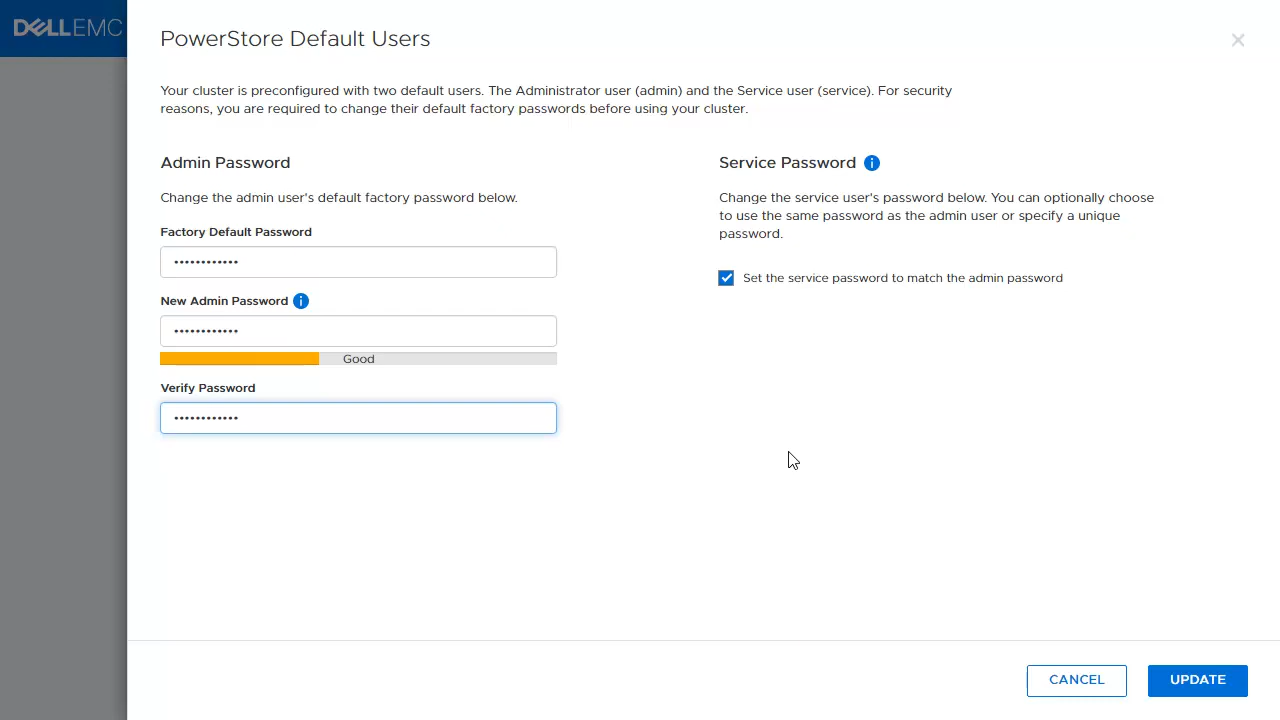 DELLEMC
PowerStore Default Users
Your cluster is preconfigured with two default users. The Administrator user (admin) and the Service user (service). For security
reasons, you are required to change their default factory passwords before using your cluster.
Admin Password
Change the admin user's default factory password below.
Factory Default Password
••••••••••••
New Admin Password
••••••••••••
Good
Verify Password
••••••••••••
Service Password
Change the service user's password below. You can optionally choose
to use the same password as the admin user or specify a unique
password.
Set the service password to match the admin password
CANCEL
UPDATE